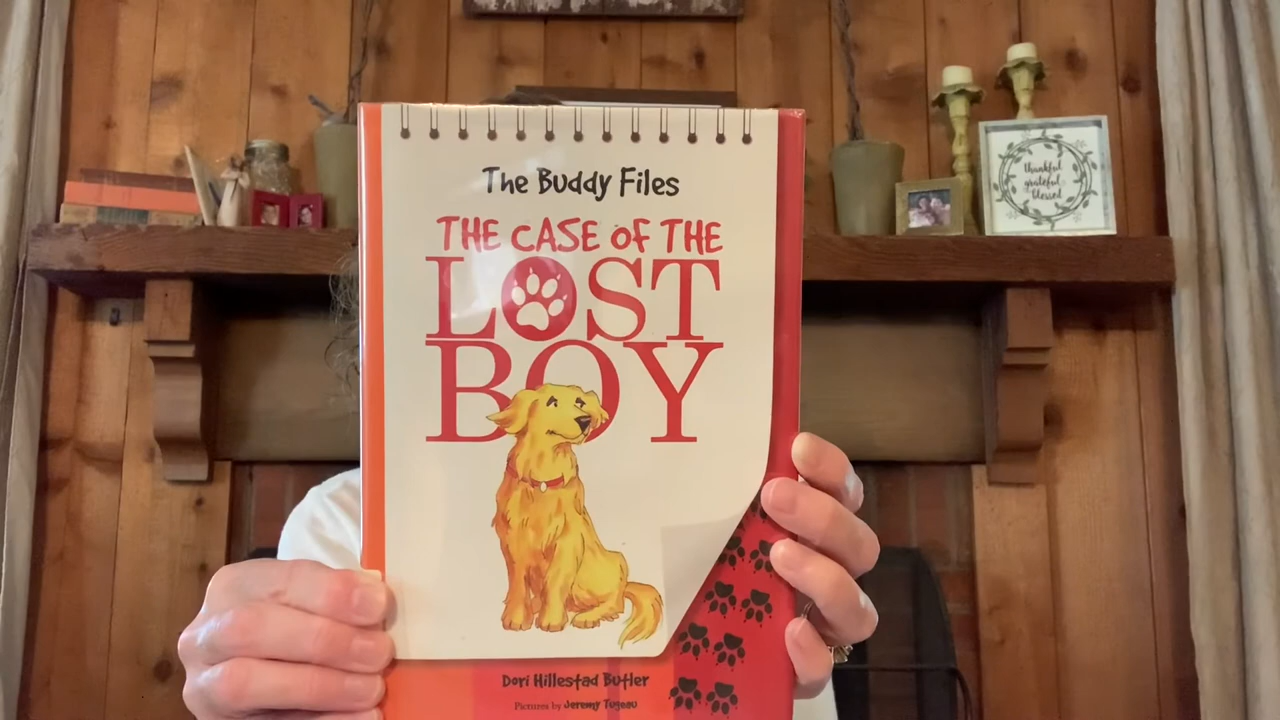 The Buddy Files
THE CASE OF THE
LOST
BOY
Dori Hillestad Butler
Pictures by Jeremy Tugeau
thankful
grateful
blessed